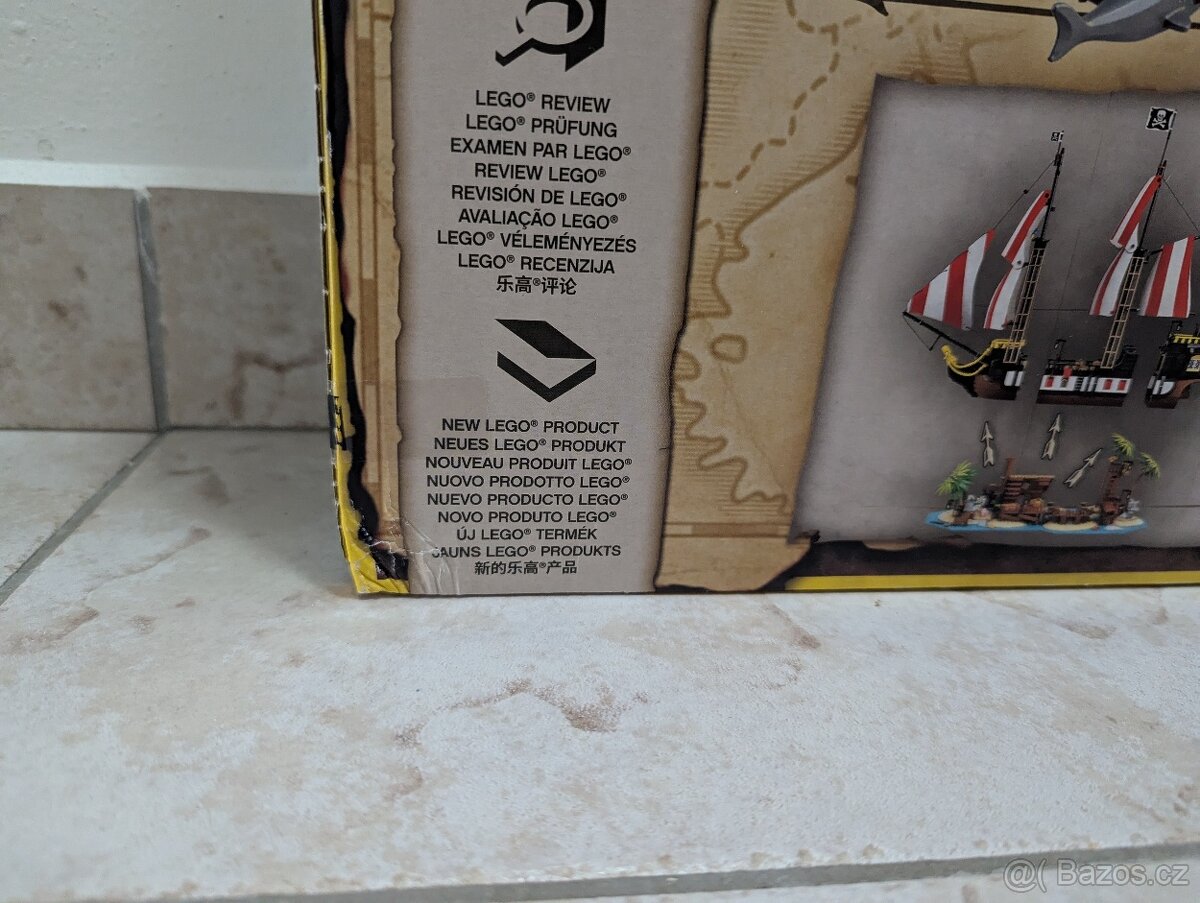 LEGO® REVIEW
LEGO® PRÜFUNG
EXAMEN PAR LEGO®
REVIEW LEGO®
REVISIÓN DE LEGO®
AVALIAÇÃO LEGO®
LEGO® VÉLEMÉNYEZÉS
LEGO® RECENZIJA
乐高®评论
NEW LEGO® PRODUCT
NEUES LEGO® PRODUKT
NOUVEAU PRODUIT LEGO®
NUOVO PRODOTTO LEGO®
NUEVO PRODUCTO LEGO®
NOVO PRODUTO LEGO®
ÚJ LEGO® TERMÉK
JAUNS LEGO® PRODUKTS
新的乐高®产品
@( Bazos.cz